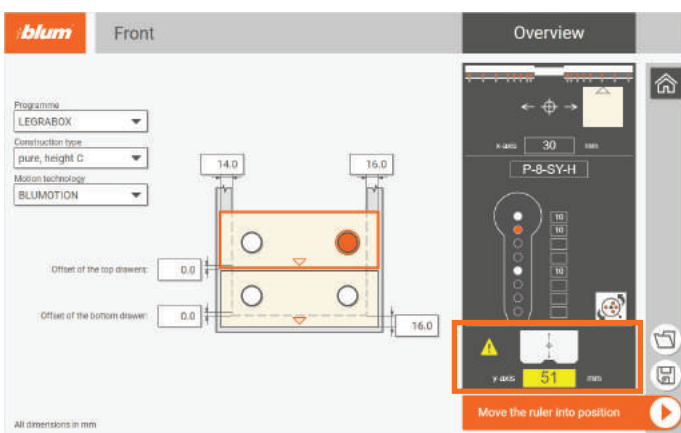 blum
Front
Overview
Programme
LEGRABOX
Construction type
pure, height C
Motion technology
BLUMOTION
14.0
16.0
Offset of the top drawers:
0.0
Offset of the bottom drawer:
0.0
16.0
All dimensions in mm
x-axis 30 mm
P-8-SY-H
10
10
10
y-axis 51 mm
Move the ruler into position